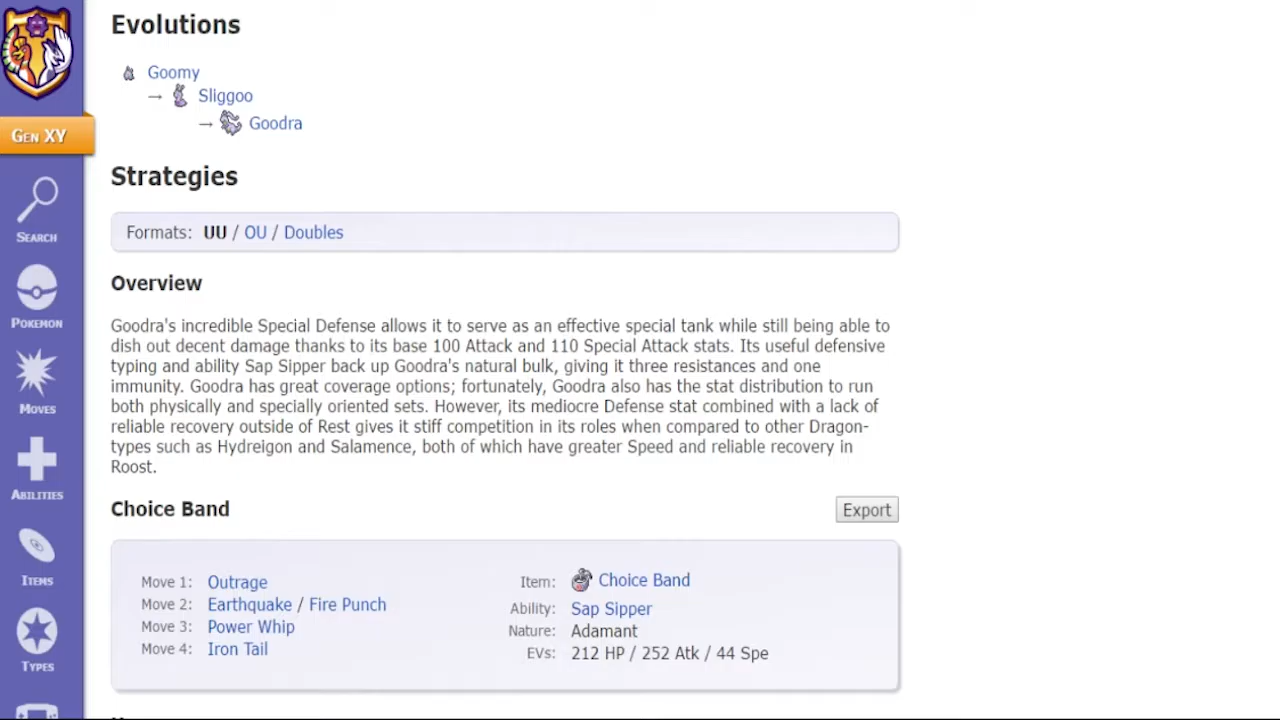 Evolutions
Goomy
→ Sliggoo
→ Goodra
GEN XY
Strategies
SEARCH
Formats: UU / OU / Doubles
Overview
POKEMON
Goodra's incredible Special Defense allows it to serve as an effective special tank while still being able to
dish out decent damage thanks to its base 100 Attack and 110 Special Attack stats. Its useful defensive
typing and ability Sap Sipper back up Goodra's natural bulk, giving it three resistances and one
immunity. Goodra has great coverage options; fortunately, Goodra also has the stat distribution to run
both physically and specially oriented sets. However, its mediocre Defense stat combined with a lack of
reliable recovery outside of Rest gives it stiff competition in its roles when compared to other Dragon-
types such as Hydreigon and Salamence, both of which have greater Speed and reliable recovery in
Roost.
MOVES
ABILITIES
Choice Band
Export
ITEMS
Move 1: Outrage
Move 2: Earthquake / Fire Punch
Move 3: Power Whip
Move 4: Iron Tail
Item: Choice Band
Ability: Sap Sipper
Nature: Adamant
EVs: 212 HP / 252 Atk / 44 Spe
TYPES